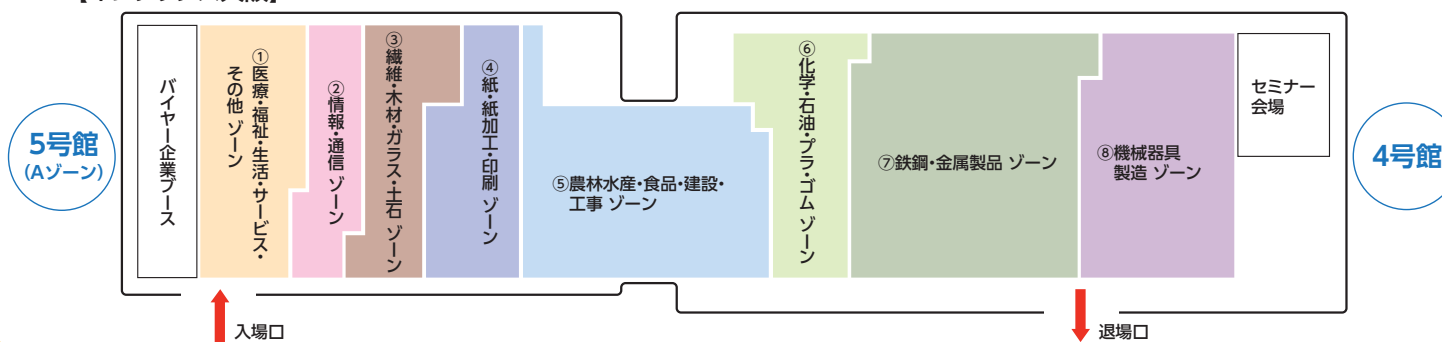 5号館
(Aゾーン)
バイヤー企業ブース
①医療・福祉・生活・サービス・
その他 ゾーン
②情報・通信 ゾーン
③繊維・木材・ガラス・土石 ゾーン
④紙・紙加工・印刷 ゾーン
⑤農林水産・食品・建設・
工事 ゾーン
⑥化学・石油・プラ・ゴム ゾーン
⑦鉄鋼・金属製品 ゾーン
⑧機械器具
製造 ゾーン
セミナー
会場
4号館
入場口
退場口